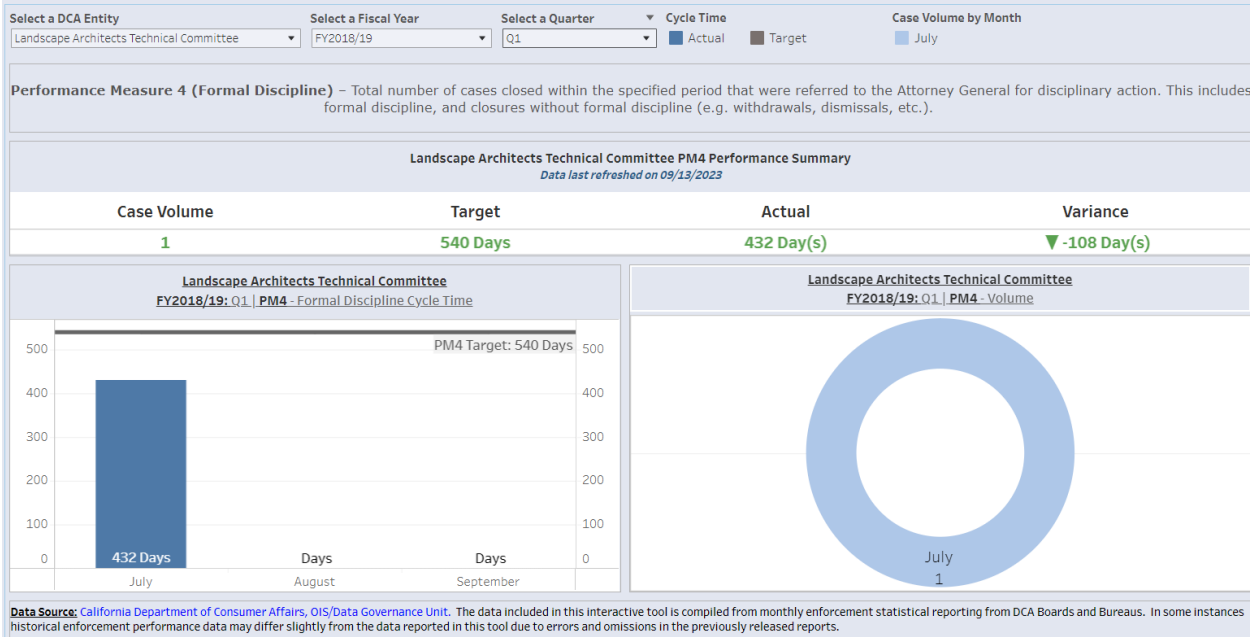 Select a DCA Entity
Landscape Architects Technical Committee
Select a Fiscal Year
FY2018/19
Select a Quarter
Q1
Cycle Time
Actual
Target
Case Volume by Month
July
Performance Measure 4 (Formal Discipline) – Total number of cases closed within the specified period that were referred to the Attorney General for disciplinary action. This includes
formal discipline, and closures without formal discipline (e.g. withdrawals, dismissals, etc.).
Landscape Architects Technical Committee PM4 Performance Summary
Data last refreshed on 09/13/2023
Case Volume Target Actual Variance
1 540 Days 432 Day(s) ▼ -108 Day(s)
Landscape Architects Technical Committee
FY2018/19: Q1 | PM4 - Formal Discipline Cycle Time
PM4 Target: 540 Days
500 500
400 400
300 300
200 200
100 100
0 432 Days Days Days 0
July August September
Landscape Architects Technical Committee
FY2018/19: Q1 | PM4 - Volume
July
1
Data Source: California Department of Consumer Affairs, OIS/Data Governance Unit. The data included in this interactive tool is compiled from monthly enforcement statistical reporting from DCA Boards and Bureaus. In some instances
historical enforcement performance data may differ slightly from the data reported in this tool due to errors and omissions in the previously released reports.